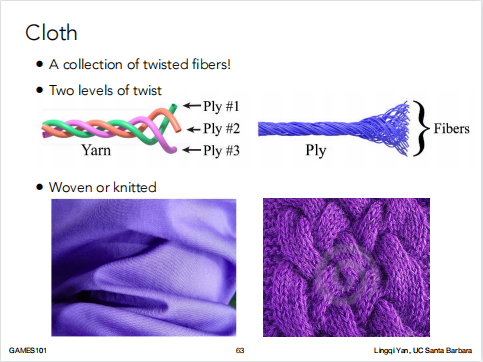 Cloth
• A collection of twisted fibers!
• Two levels of twist
Ply #1
Ply #2
Ply #3
Yarn
Ply
Fibers
• Woven or knitted
GAMES101
63
Lingqi Yan, UC Santa Barbara